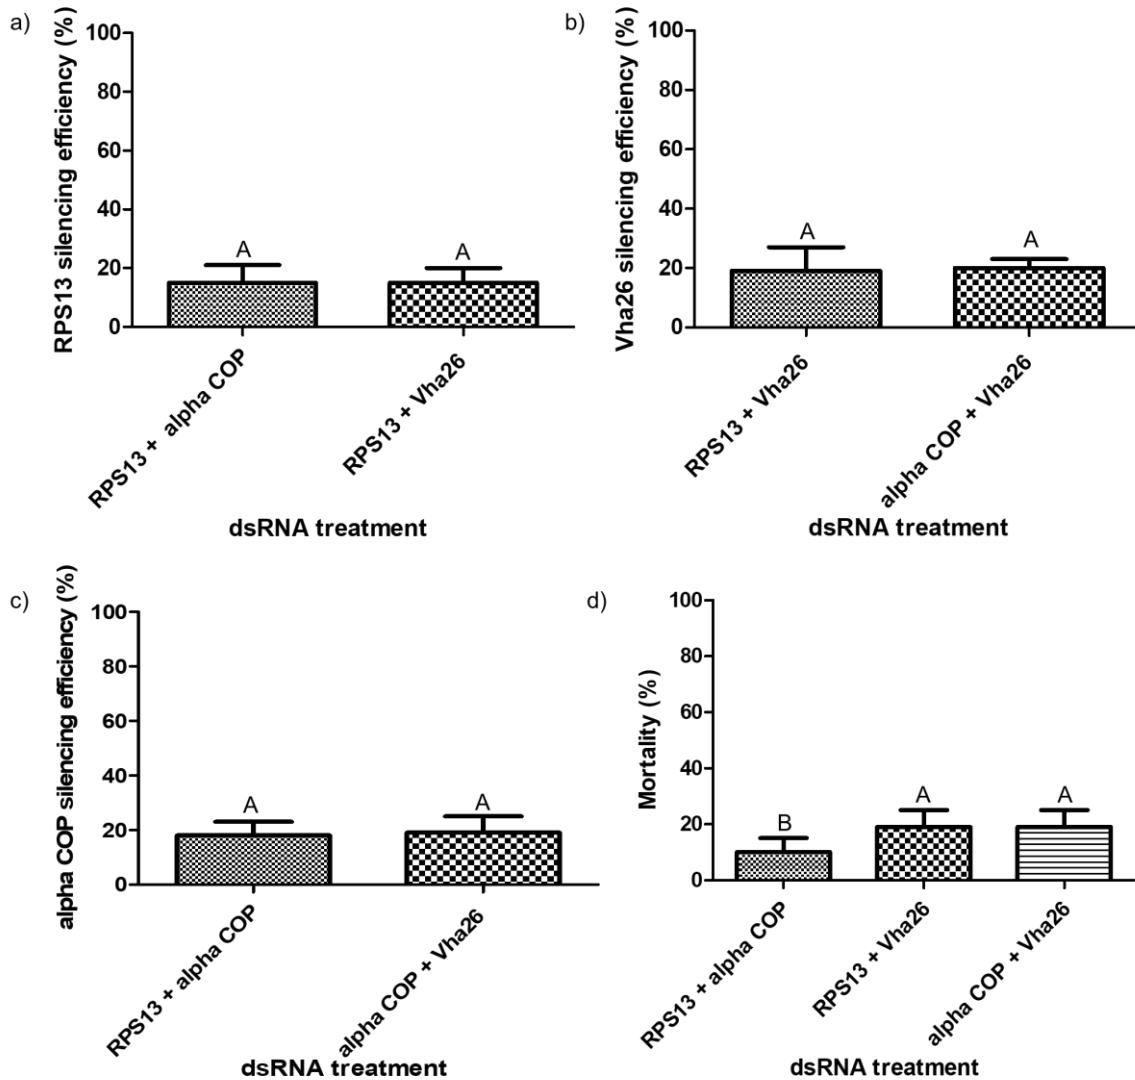 a)
RPS13 silencing efficiency (%)
100
80
60
40
20
0
A
A
RPS13 + alpha COP
RPS13 + Vha26
dsRNA treatment
b)
Vha26 silencing efficiency (%)
100
80
60
40
20
0
A
A
RPS13 + Vha26
alpha COP + Vha26
dsRNA treatment
c)
alpha COP silencing efficiency (%)
100
80
60
40
20
0
A
A
RPS13 + alpha COP
alpha COP + Vha26
dsRNA treatment
d)
Mortality (%)
100
80
60
40
20
0
B
A
A
RPS13 + alpha COP
RPS13 + Vha26
alpha COP + Vha26
dsRNA treatment